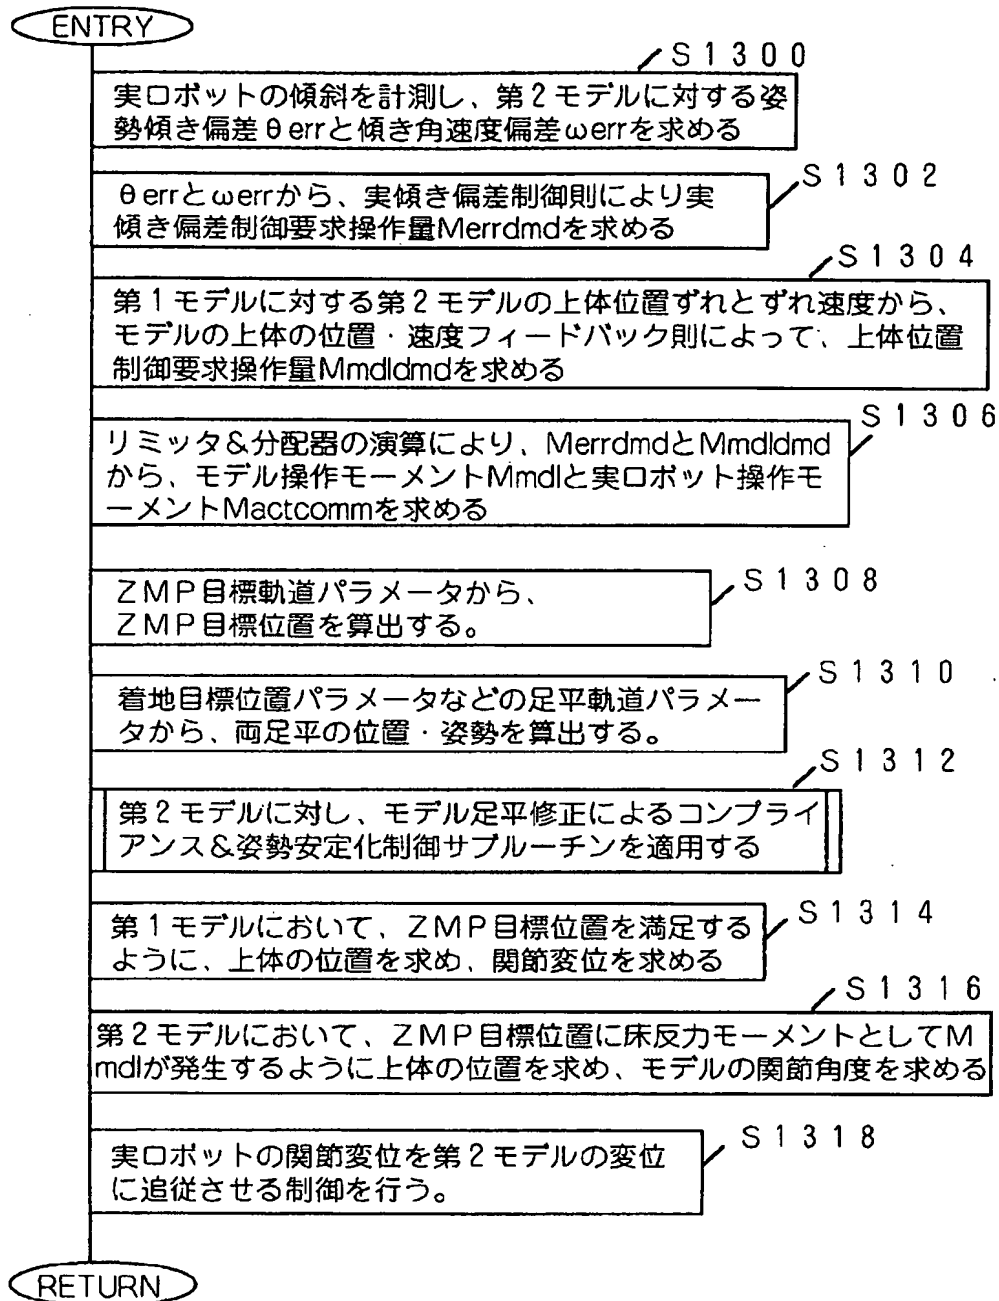 ENTRY
S1300
実ロボットの傾斜を計測し、第2モデルに対する姿
勢傾き偏差θerrと傾き角速度偏差ωerrを求める
S1302
θerrとωerrから、実傾き偏差制御則により実
傾き偏差制御要求操作量Merrdmdを求める
S1304
第1モデルに対する第2モデルの上体位置ずれとずれ速度から、
モデルの上体の位置・速度フィードバック則によって、上体位置
制御要求操作量Mmdldmdを求める
S1306
リミッタ&分配器の演算により、MerrdmdとMmdldmd
から、モデル操作モーメントMmdlと実ロボット操作モ
ーメントMactcommを求める
S1308
ZMP目標軌道パラメータから、
ZMP目標位置を算出する。
S1310
着地目標位置パラメータなどの足平軌道パラメー
タから、両足平の位置・姿勢を算出する。
S1312
第2モデルに対し、モデル足平修正によるコンプライ
アンス&姿勢安定化制御サブルーチンを適用する
S1314
第1モデルにおいて、ZMP目標位置を満足する
ように、上体の位置を求め、関節変位を求める
S1316
第2モデルにおいて、ZMP目標位置に床反力モーメントとしてM
mdlが発生するように上体の位置を求め、モデルの関節角度を求める
S1318
実ロボットの関節変位を第2モデルの変位
に追従させる制御を行う。
RETURN